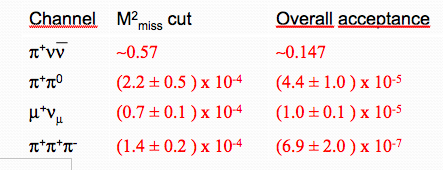 Channel M²miss cut Overall acceptance
π⁺νν̅ ~0.57 ~0.147
π⁺π⁰ (2.2 ± 0.5 ) x 10⁻⁴ (4.4 ± 1.0 ) x 10⁻⁵
μ⁺νμ (0.7 ± 0.1 ) x 10⁻⁴ (1.0 ± 0.1 ) x 10⁻⁵
π⁺π⁺π⁻ (1.4 ± 0.2 ) x 10⁻⁴ (6.9 ± 2.0 ) x 10⁻⁷